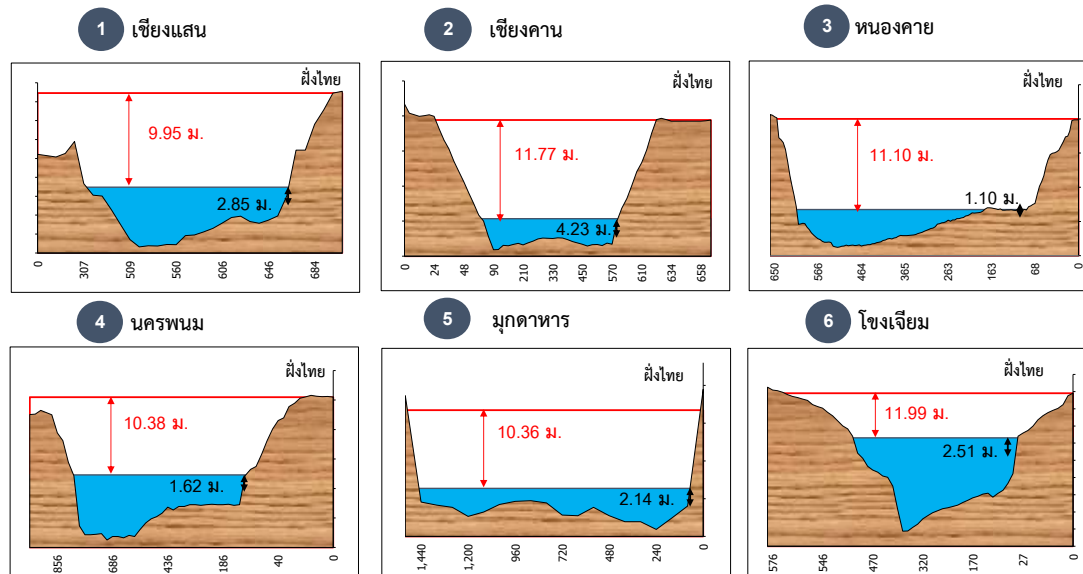 1 เชียงแสน
ฝั่งไทย
9.95 ม.
2.85 ม.
0 307 509 560 606 646 684
2 เชียงคาน
ฝั่งไทย
11.77 ม.
4.23 ม.
0 24 48 90 210 330 450 570 610 634 658
3 หนองคาย
ฝั่งไทย
11.10 ม.
1.10 ม.
650 566 464 365 263 163 68 0
4 นครพนม
ฝั่งไทย
10.38 ม.
1.62 ม.
856 686 436 186 40 0
5 มุกดาหาร
ฝั่งไทย
10.36 ม.
2.14 ม.
1,440 1,200 960 720 480 240 0
6 โขงเจียม
ฝั่งไทย
11.99 ม.
2.51 ม.
576 546 470 320 170 27 0